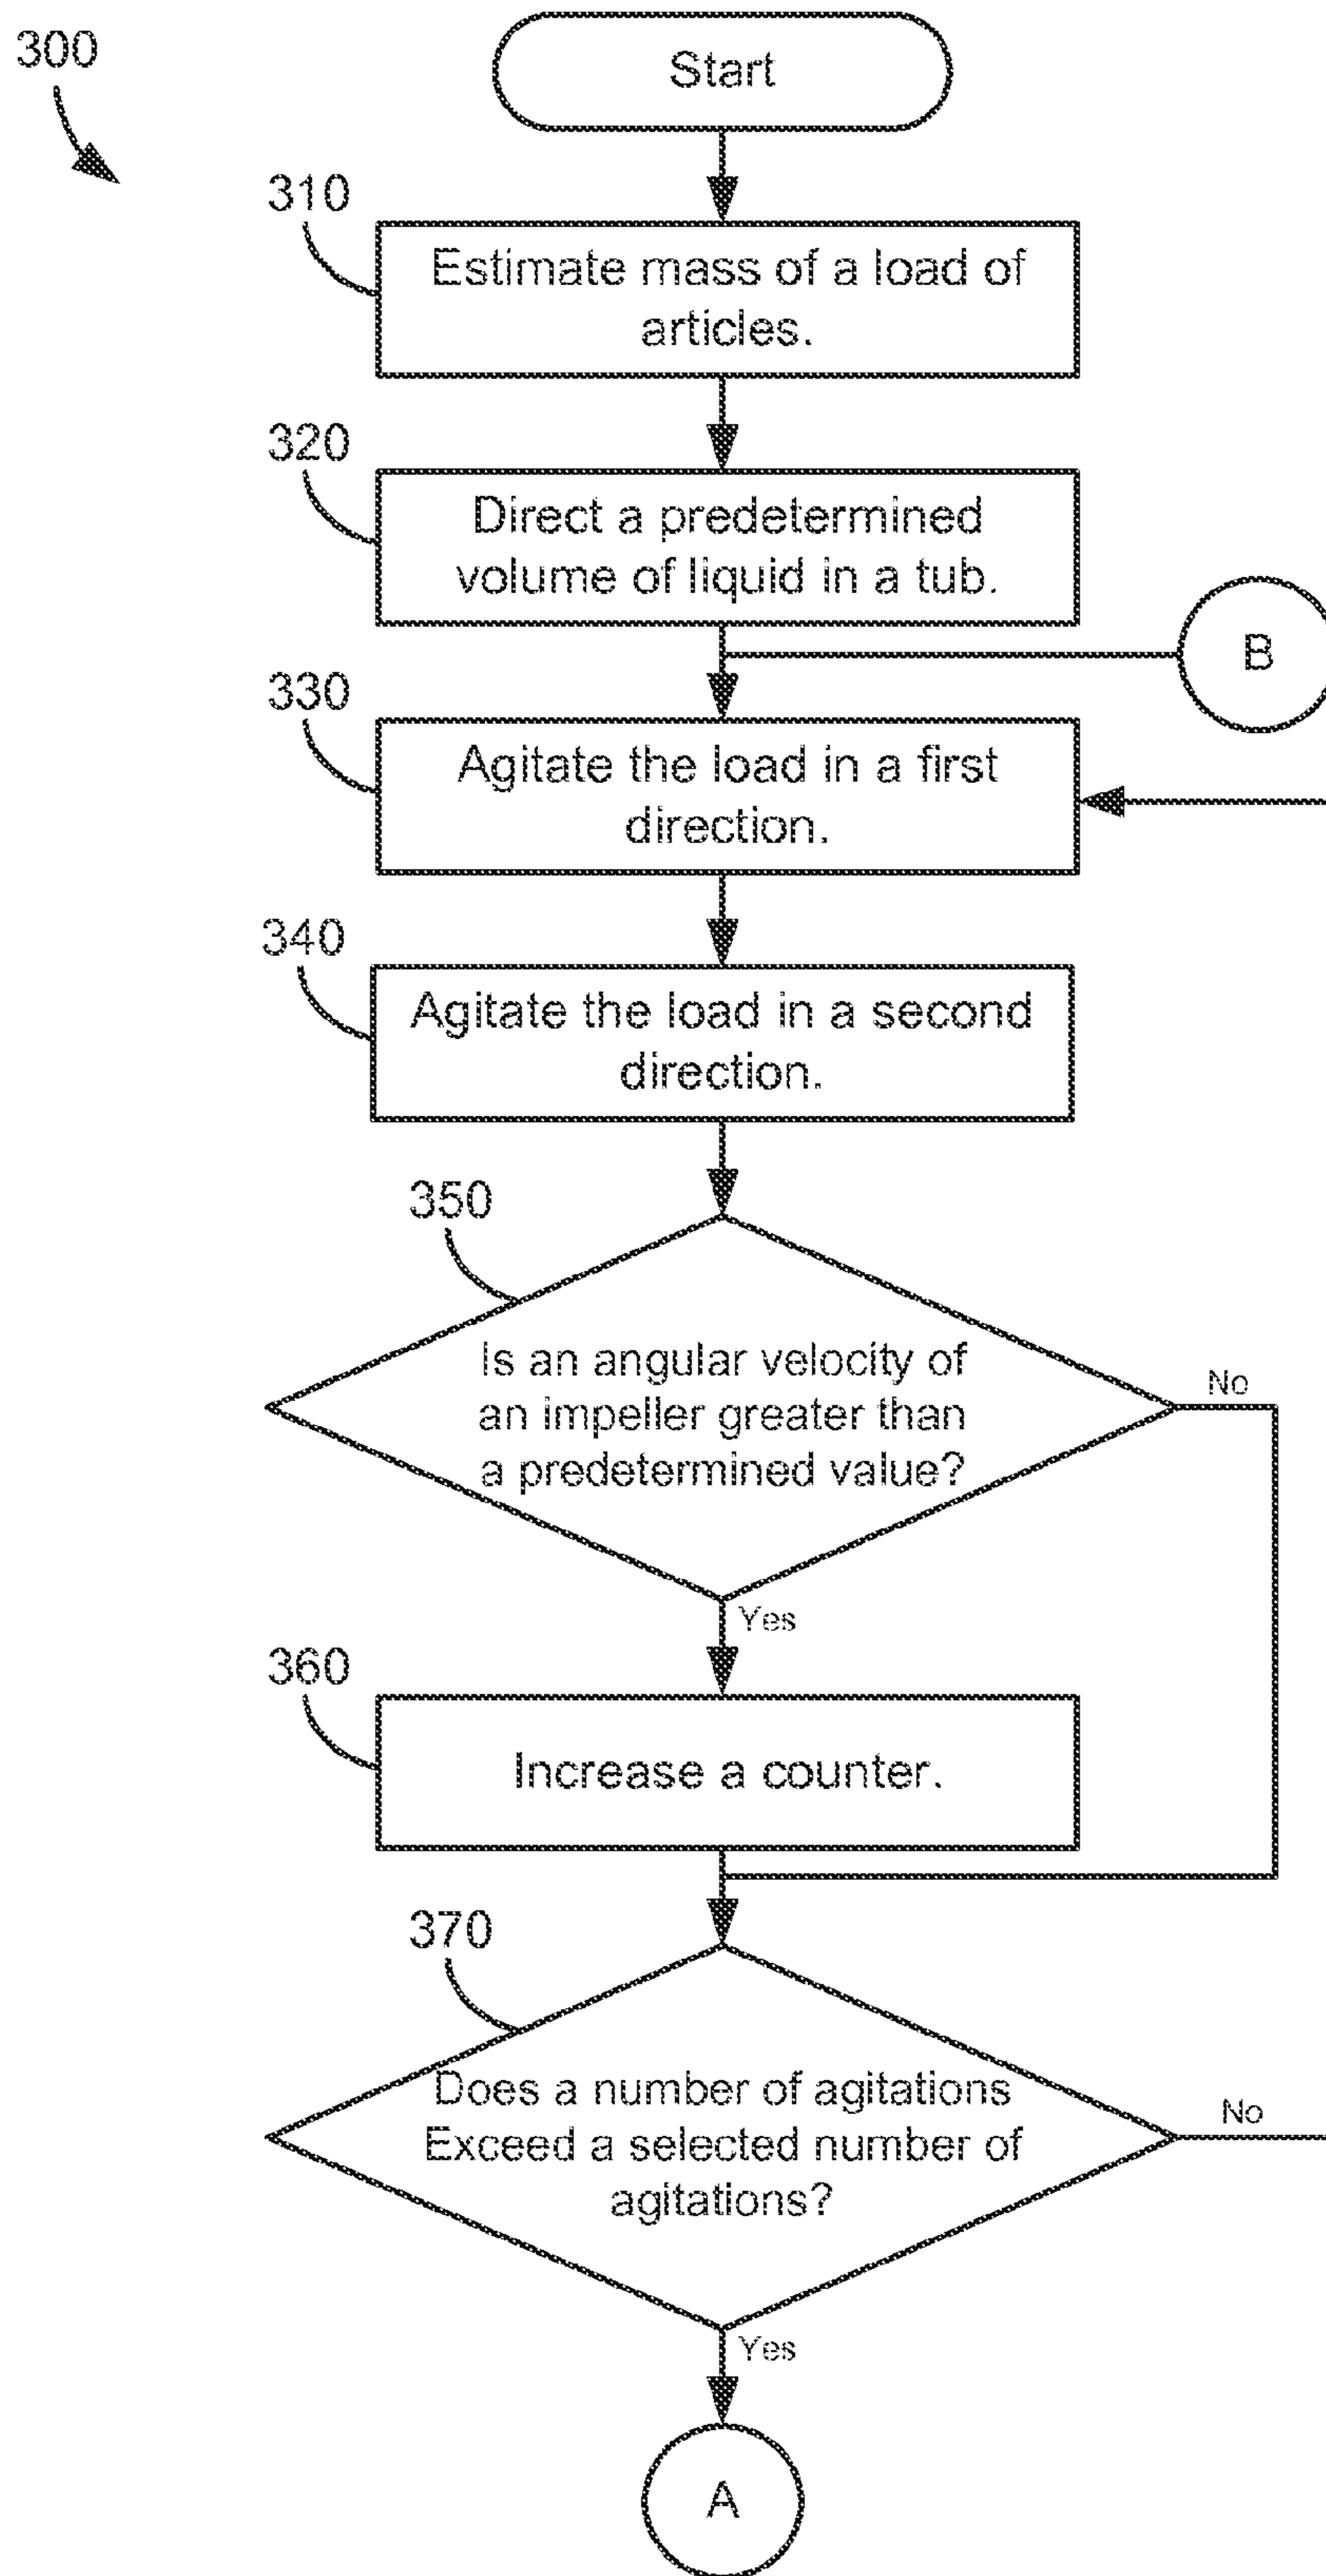 300
Start
310
Estimate mass of a load of
articles.
320
Direct a predetermined
volume of liquid in a tub.
B
330
Agitate the load in a first
direction.
340
Agitate the load in a second
direction.
350
Is an angular velocity of
an impeller greater than
a predetermined value?
No
Yes
360
Increase a counter.
370
Does a number of agitations
Exceed a selected number of
agitations?
No
Yes
A